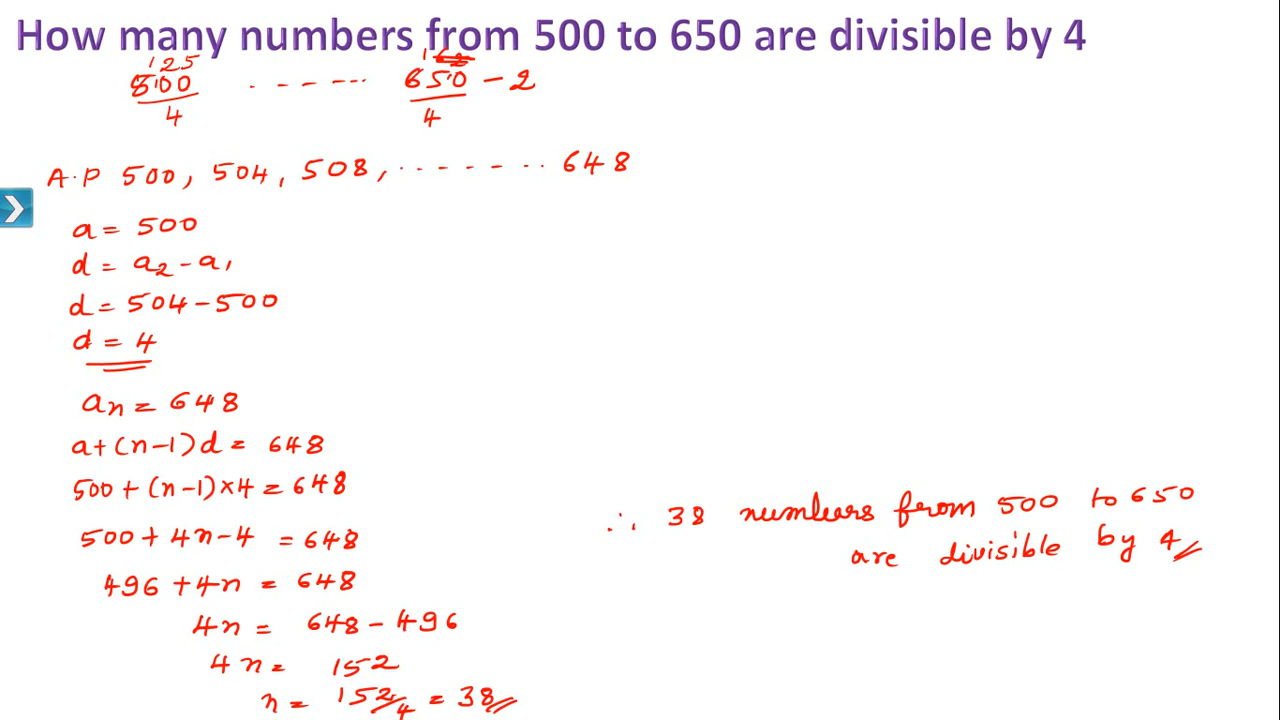 How many numbers from 500 to 650 are divisible by 4
125
500/4 ------- 650/4 - 2
A.P 500, 504, 508, ........ 648
a = 500
d = a2 - a1
d = 504 - 500
d = 4
an = 648
a+(n-1)d = 648
500 + (n-1)×4 = 648
500 + 4n - 4 = 648
496 + 4n = 648
4n = 648 - 496
4n = 152
n = 152/4 = 38//
∴ 38 numbers from 500 to 650
are divisible by 4//